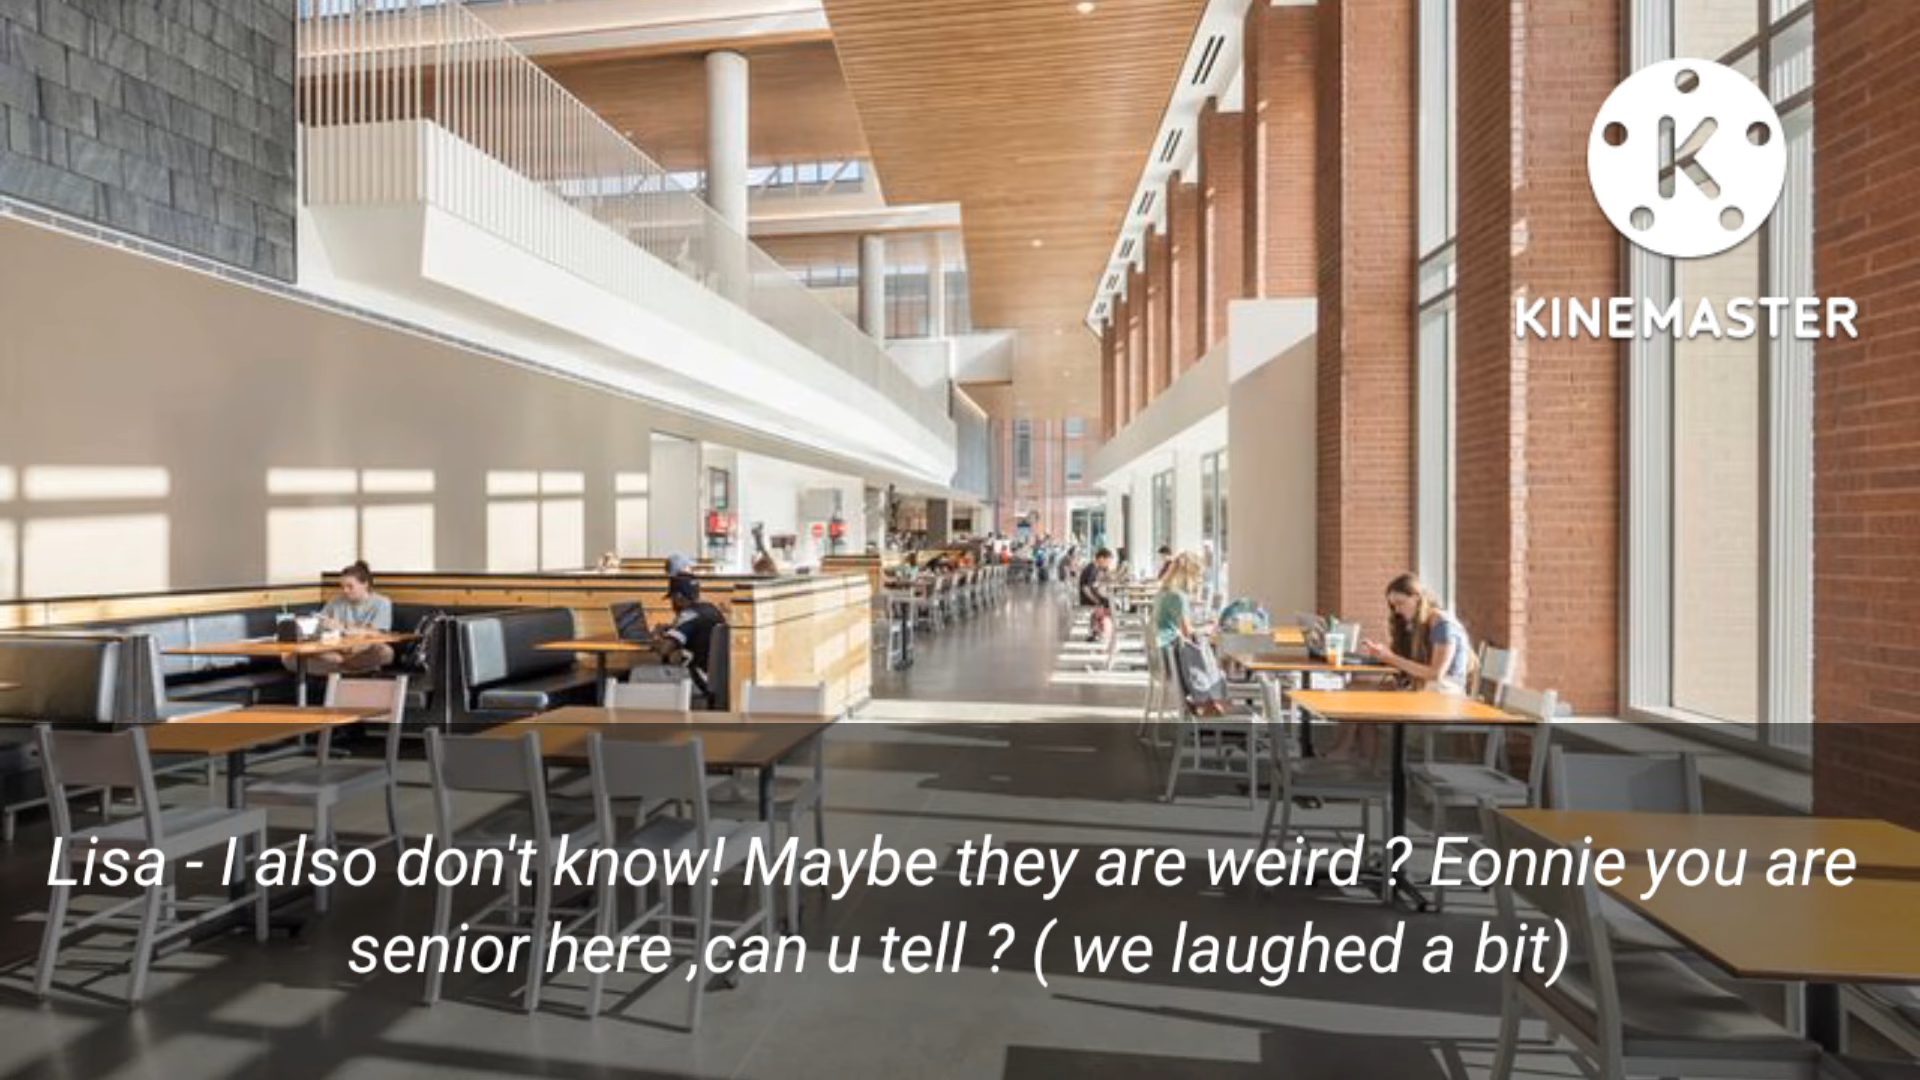 K
KINEMASTER
Lisa - I also don't know! Maybe they are weird ? Eonnie you are
senior here ,can u tell ? ( we laughed a bit)